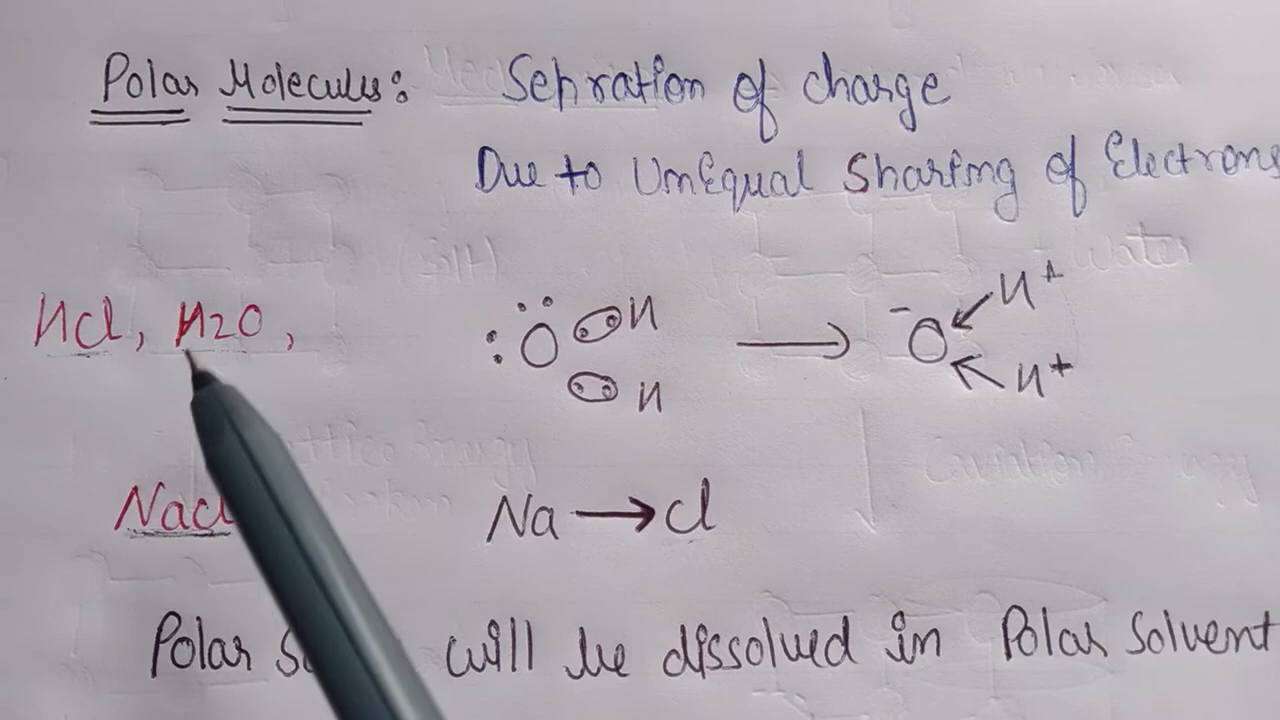 Polar Molecules: Sepration of charge
Due to UnEqual Sharing of Electrons
HCl, H2O,
:Ö H H → -O H+ H+
NaCl Na → Cl
Polar will be dissolved in Polar Solvent